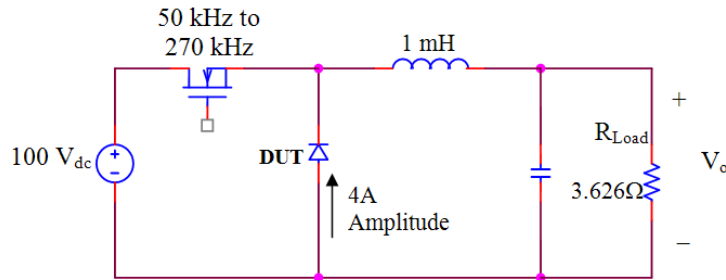 50 kHz to
270 kHz
1 mH
100 Vdc
DUT
4A
Amplitude
RLoad
3.626Ω
+
Vo
−